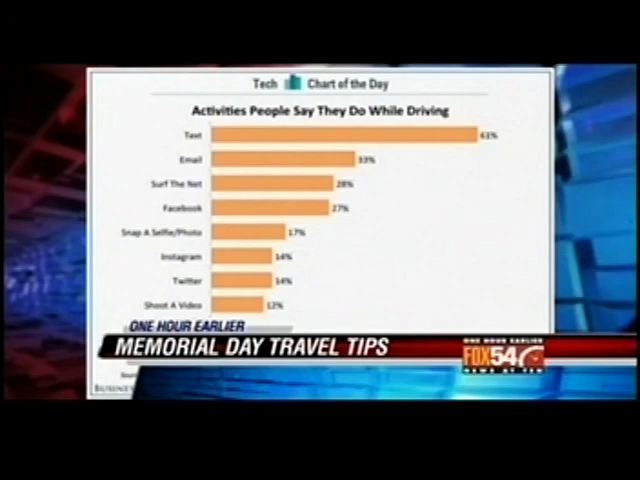 Tech Chart of the Day
Activities People Say They Do While Driving
Text 61%
Email 33%
Surf The Net 28%
Facebook 27%
Snap A Selfie/Photo 17%
Instagram 14%
Twitter 14%
Shoot A Video 12%
ONE HOUR EARLIER
MEMORIAL DAY TRAVEL TIPS
ONE HOUR EARLIER
FOX54
NEWS AT TEN